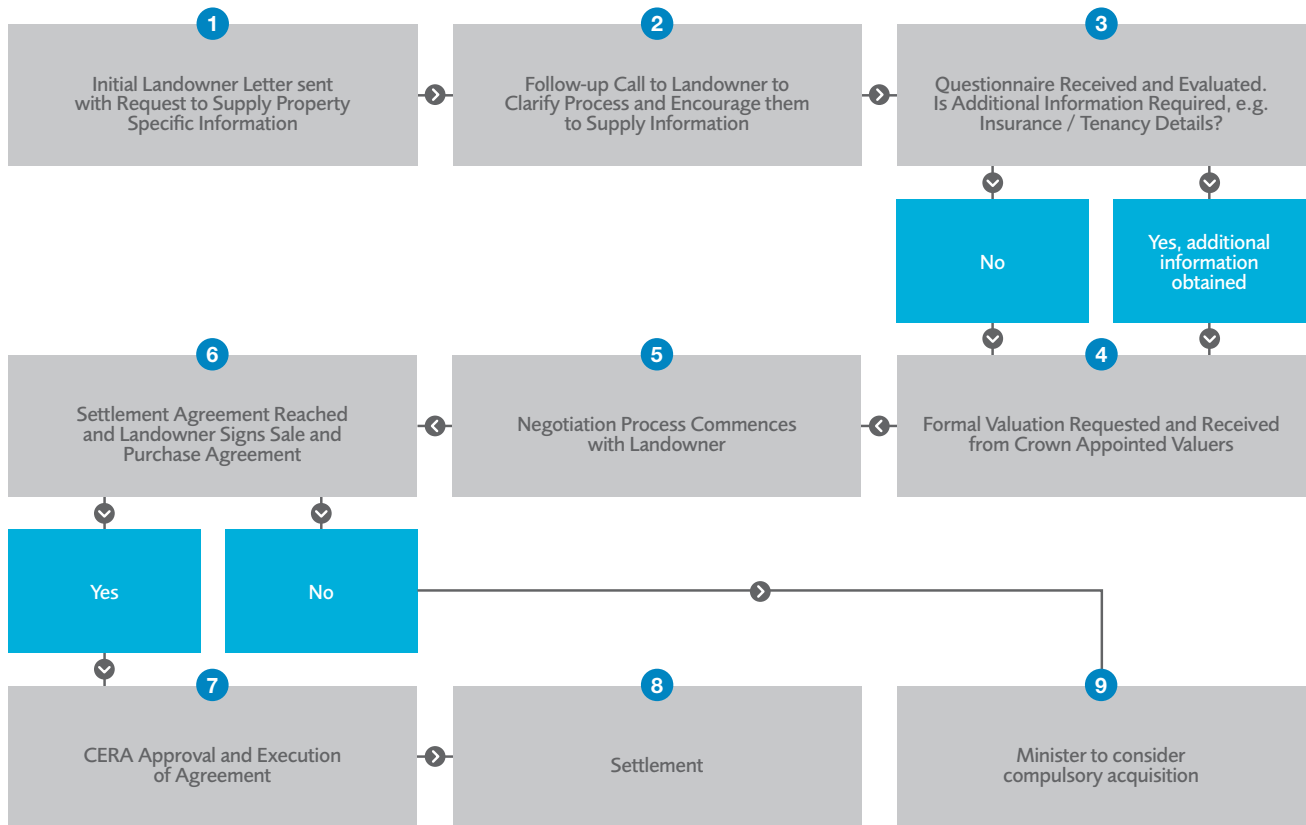 1
Initial Landowner Letter sent
with Request to Supply Property
Specific Information
2
Follow-up Call to Landowner to
Clarify Process and Encourage them
to Supply Information
3
Questionnaire Received and Evaluated.
Is Additional Information Required, e.g.
Insurance / Tenancy Details?
No
Yes, additional
information
obtained
4
Formal Valuation Requested and Received
from Crown Appointed Valuers
5
Negotiation Process Commences
with Landowner
6
Settlement Agreement Reached
and Landowner Signs Sale and
Purchase Agreement
Yes
No
7
CERA Approval and Execution
of Agreement
8
Settlement
9
Minister to consider
compulsory acquisition